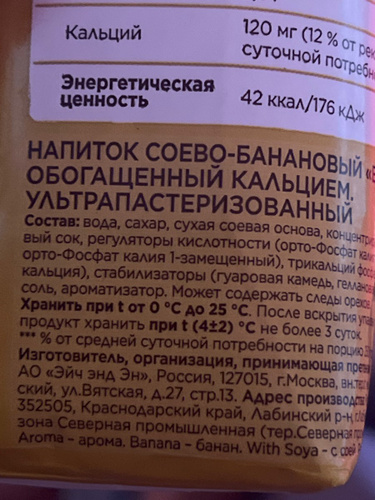 Кальций
120 мг (12 % от рек
суточной потребн
Энергетическая
ценность
42 ккал/176 кДж
НАПИТОК СОЕВО-БАНАНОВЫЙ
ОБОГАЩЕННЫЙ КАЛЬЦИЕМ,
УЛЬТРАПАСТЕРИЗОВАННЫЙ
Состав: вода, сахар, сухая соевая основа, концентри
вый сок, регуляторы кислотности (орто-Фосфат
орто-Фосфат калия 1-замещенный), трикальций
кальция), стабилизаторы (гуаровая камедь,
соль, ароматизатор. Может содержать следы орехов.
Хранить при t от 0 °С до 25 °С. После вскрытия
продукт хранить при t (4±2) °С не более 3 суток.
*** % от средней суточной потребности на порцию
Изготовитель, организация, принимающая
АО «Эйч энд Эн», Россия, 127015, г.Москва,
ский, ул.Вятская, д.27, стр.13. Адрес производства
352505, Краснодарский край, Лабинский р-н,
зона Северная промышленная (тер.Северная
Aroma - арома. Banana - банан. With Soya - с